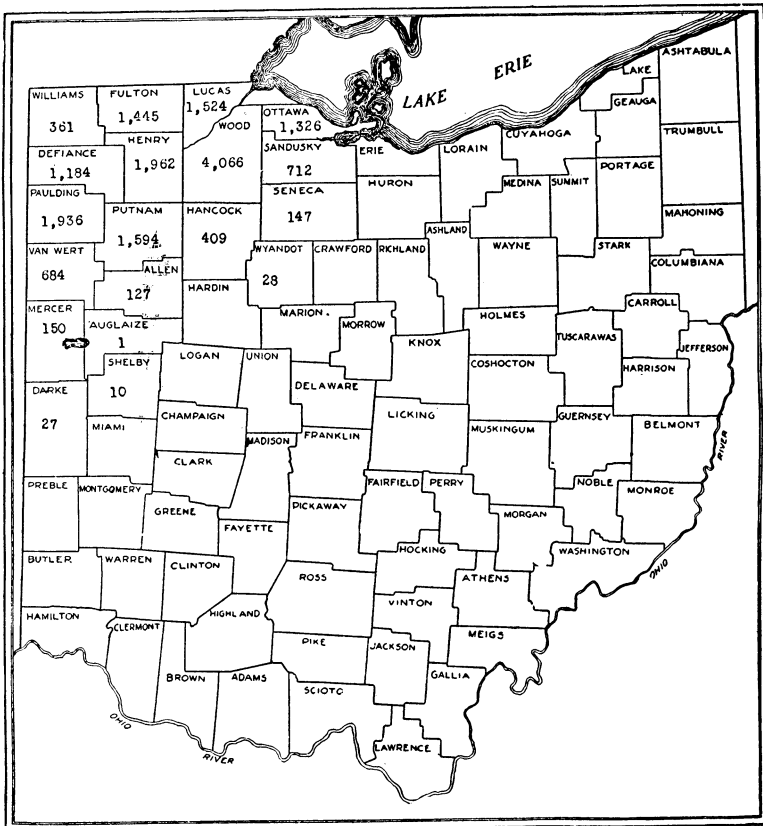 ASHTABULA
LAKE ERIE
LAKE
GEAUGA
WILLIAMS
361
FULTON
1,445
LUCAS
1,524
WOOD
4,066
OTTAWA
1,326
CUYAHOGA
TRUMBULL
HENRY
1,962
SANDUSKY
712
ERIE
LORAIN
DEFIANCE
1,184
PORTAGE
HURON
MEDINA
SUMMIT
PAULDING
1,936
SENECA
147
PUTNAM
1,594
HANCOCK
409
MAHONING
ASHLAND
VAN WERT
684
WYANDOT
28
CRAWFORD
RICHLAND
WAYNE
STARK
COLUMBIANA
ALLEN
127
HARDIN
MERCER
150
CARROLL
MARION
MORROW
HOLMES
AUGLAIZE
1
TUSCARAWAS
KNOX
JEFFERSON
LOGAN
UNION
SHELBY
10
COSHOCTON
HARRISON
DARKE
27
DELAWARE
LICKING
CHAMPAIGN
GUERNSEY
BELMONT
MIAMI
MUSKINGUM
MADISON
FRANKLIN
RIVER
CLARK
PREBLE
MONTGOMERY
FAIRFIELD
PERRY
NOBLE
MONROE
GREENE
PICKAWAY
MORGAN
FAYETTE
HOCKING
WASHINGTON
BUTLER
WARREN
CLINTON
OHIO
ROSS
ATHENS
VINTON
HAMILTON
HIGHLAND
CLERMONT
MEIGS
PIKE
JACKSON
GALLIA
BROWN
ADAMS
SCIOTO
OHIO
RIVER
LAWRENCE